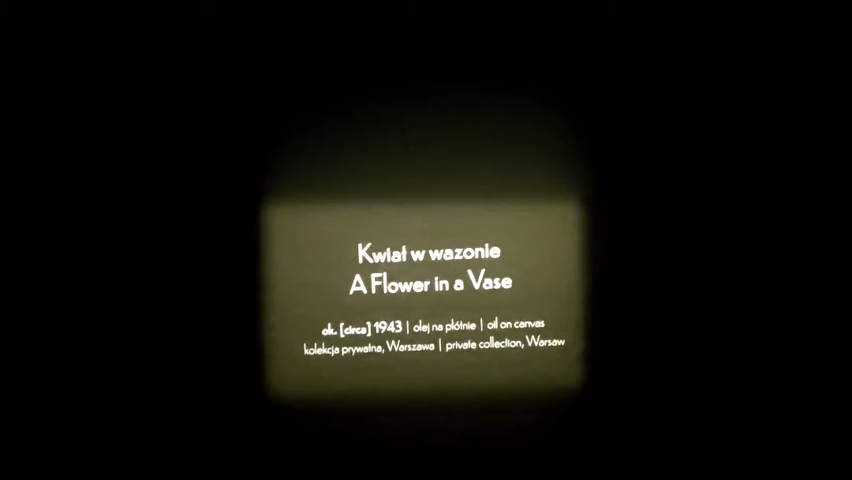 Kwiat w wazonie
A Flower in a Vase
ok. [circa] 1943 | olej na płótnie | oil on canvas
kolekcja prywatna, Warszawa | private collection, Warsaw